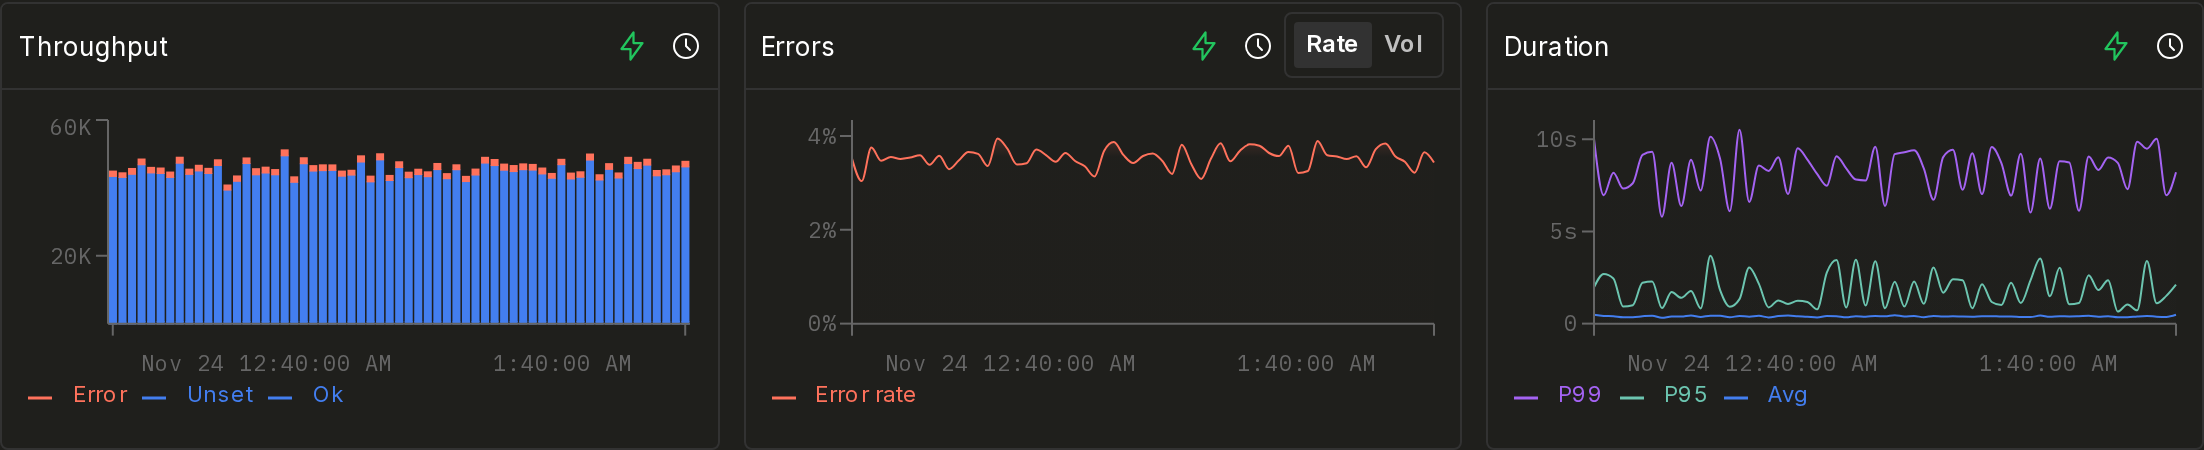 Throughput
60K
20K
Nov 24 12:40:00 AM 1:40:00 AM
Error Unset Ok
Errors Rate Vol
4%
2%
0%
Nov 24 12:40:00 AM 1:40:00 AM
Error rate
Duration
10s
5s
0
Nov 24 12:40:00 AM 1:40:00 AM
P99 P95 Avg